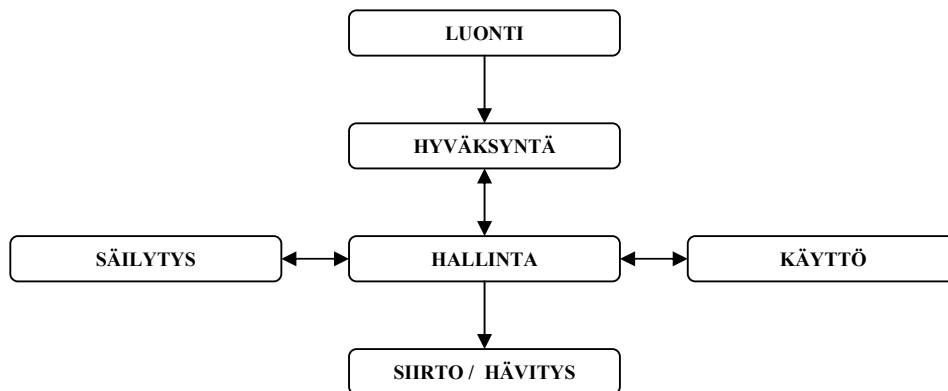 LUONTI
HYVÄKSYNTÄ
SÄILYTYS
HALLINTA
KÄYTTÖ
SIIRTO / HÄVITYS